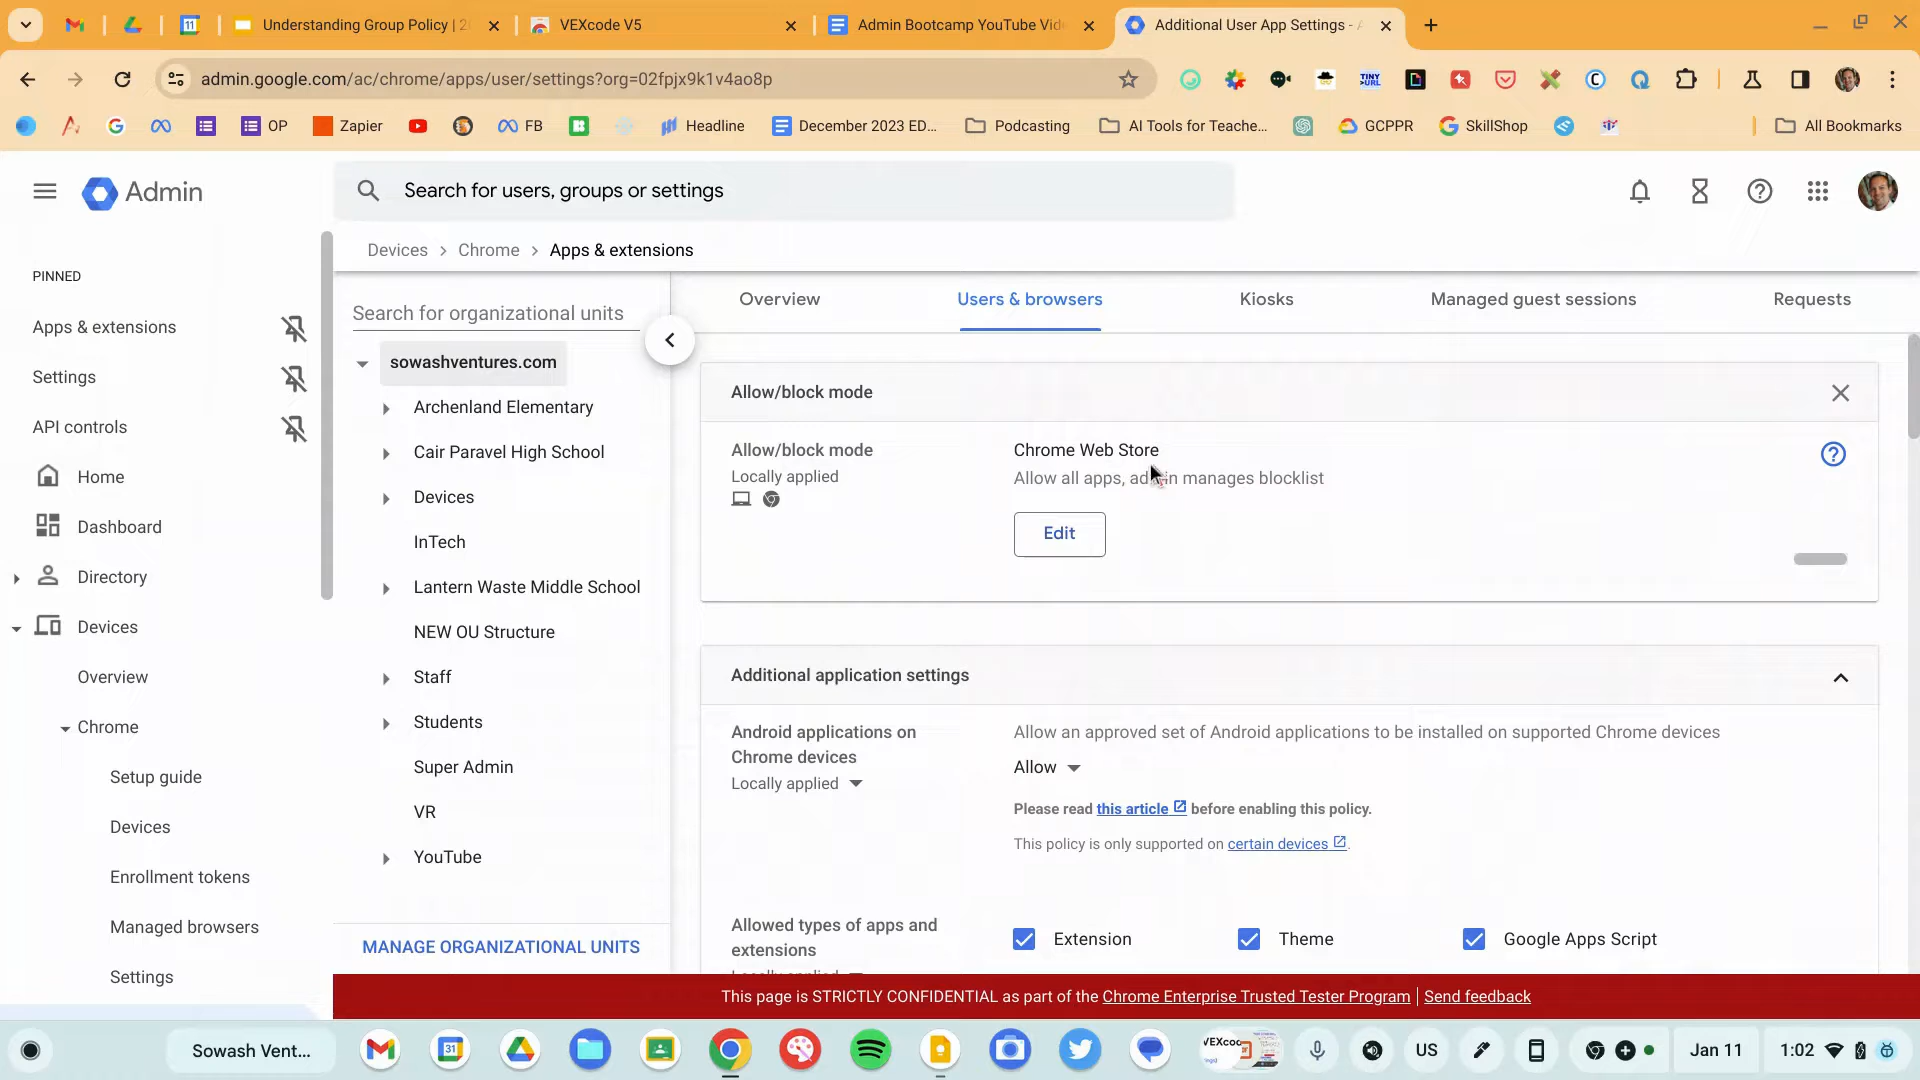 Understanding Group Policy | 2
VEXcode V5
Admin Bootcamp YouTube Vid
Additional User App Settings - A
admin.google.com/ac/chrome/apps/user/settings?org=02fpjx9k1v4ao8p
OP
Zapier
FB
Headline
December 2023 ED...
Podcasting
AI Tools for Teache...
GCPPR
SkillShop
All Bookmarks
Admin
Search for users, groups or settings
Devices > Chrome > Apps & extensions
PINNED
Apps & extensions
Settings
API controls
Home
Dashboard
Directory
Devices
Overview
Chrome
Setup guide
Devices
Enrollment tokens
Managed browsers
Settings
Search for organizational units
sowashventures.com
Archenland Elementary
Cair Paravel High School
Devices
InTech
Lantern Waste Middle School
NEW OU Structure
Staff
Students
Super Admin
VR
YouTube
MANAGE ORGANIZATIONAL UNITS
Overview
Users & browsers
Kiosks
Managed guest sessions
Requests
Allow/block mode
Allow/block mode
Locally applied
Chrome Web Store
Allow all apps, admin manages blocklist
Edit
Additional application settings
Android applications on
Chrome devices
Locally applied
Allow an approved set of Android applications to be installed on supported Chrome devices
Allow
Please read this article before enabling this policy.
This policy is only supported on certain devices.
Allowed types of apps and
extensions
Locally applied
Extension
Theme
Google Apps Script
This page is STRICTLY CONFIDENTIAL as part of the Chrome Enterprise Trusted Tester Program | Send feedback
Sowash Vent...
31
US
Jan 11
1:02